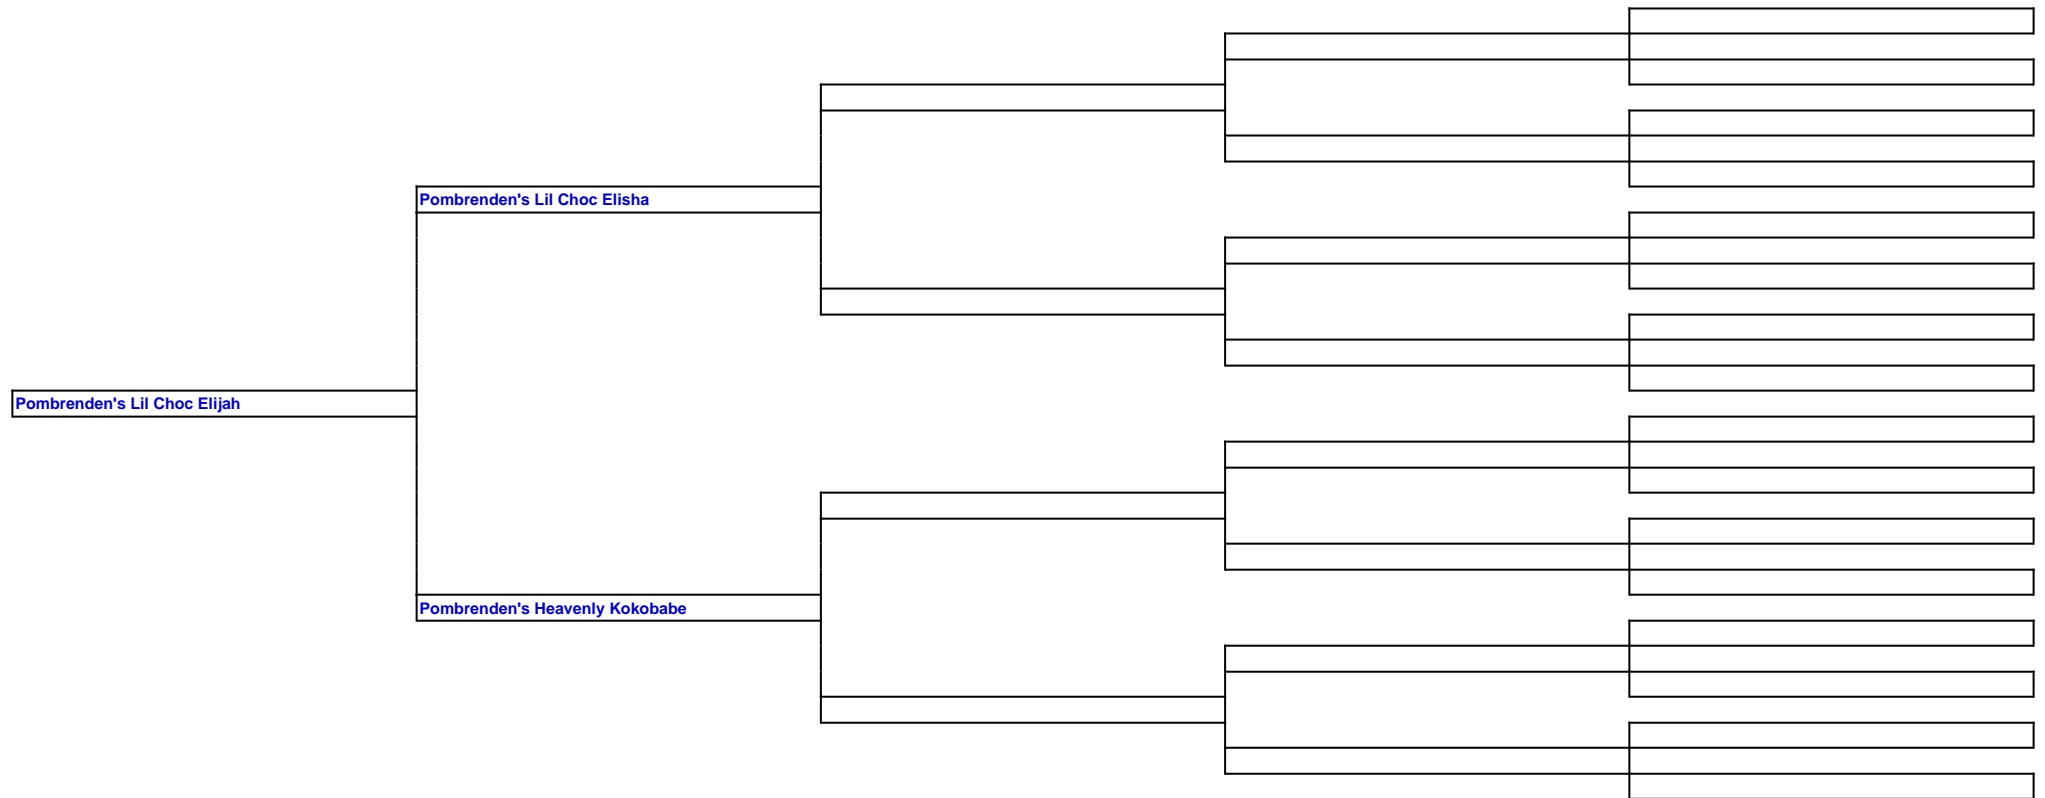 Pombrenden's Lil Choc Elisha
Pombrenden's Lil Choc Elijah
Pombrenden's Heavenly Kokobabe